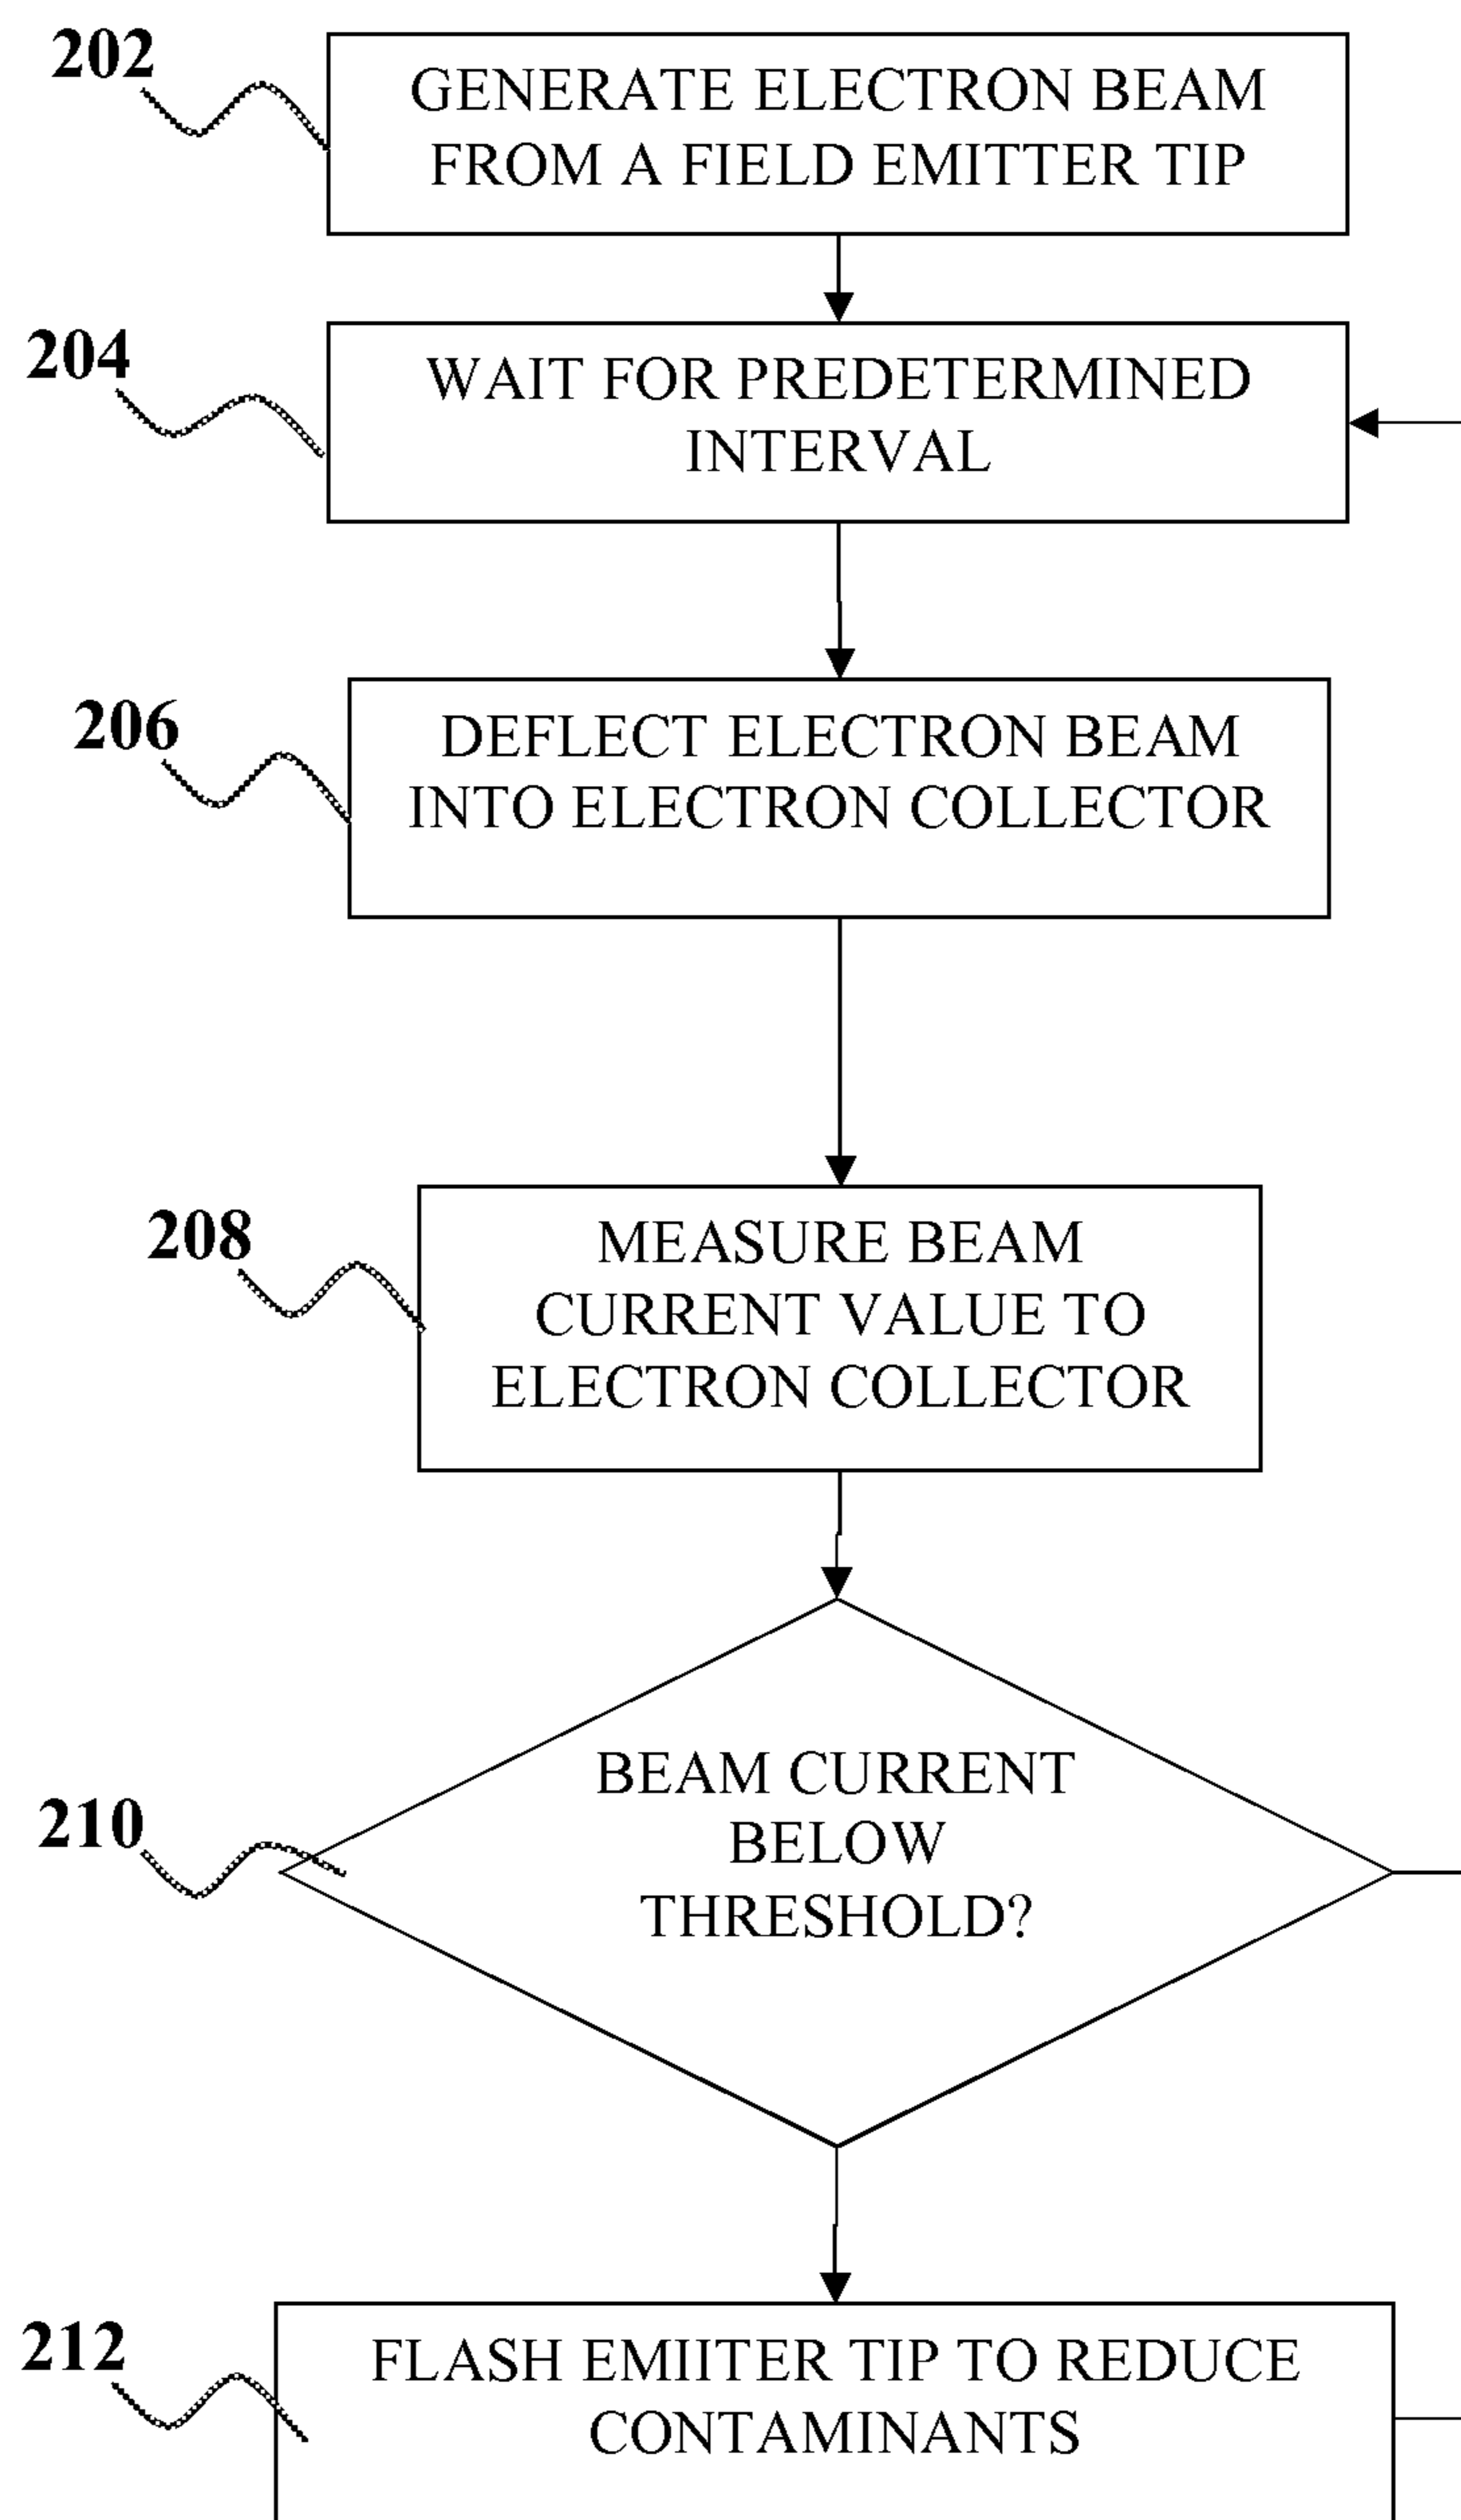 202
GENERATE ELECTRON BEAM
FROM A FIELD EMITTER TIP
204
WAIT FOR PREDETERMINED
INTERVAL
206
DEFLECT ELECTRON BEAM
INTO ELECTRON COLLECTOR
208
MEASURE BEAM
CURRENT VALUE TO
ELECTRON COLLECTOR
210
BEAM CURRENT
BELOW
THRESHOLD?
212
FLASH EMIITER TIP TO REDUCE
CONTAMINANTS